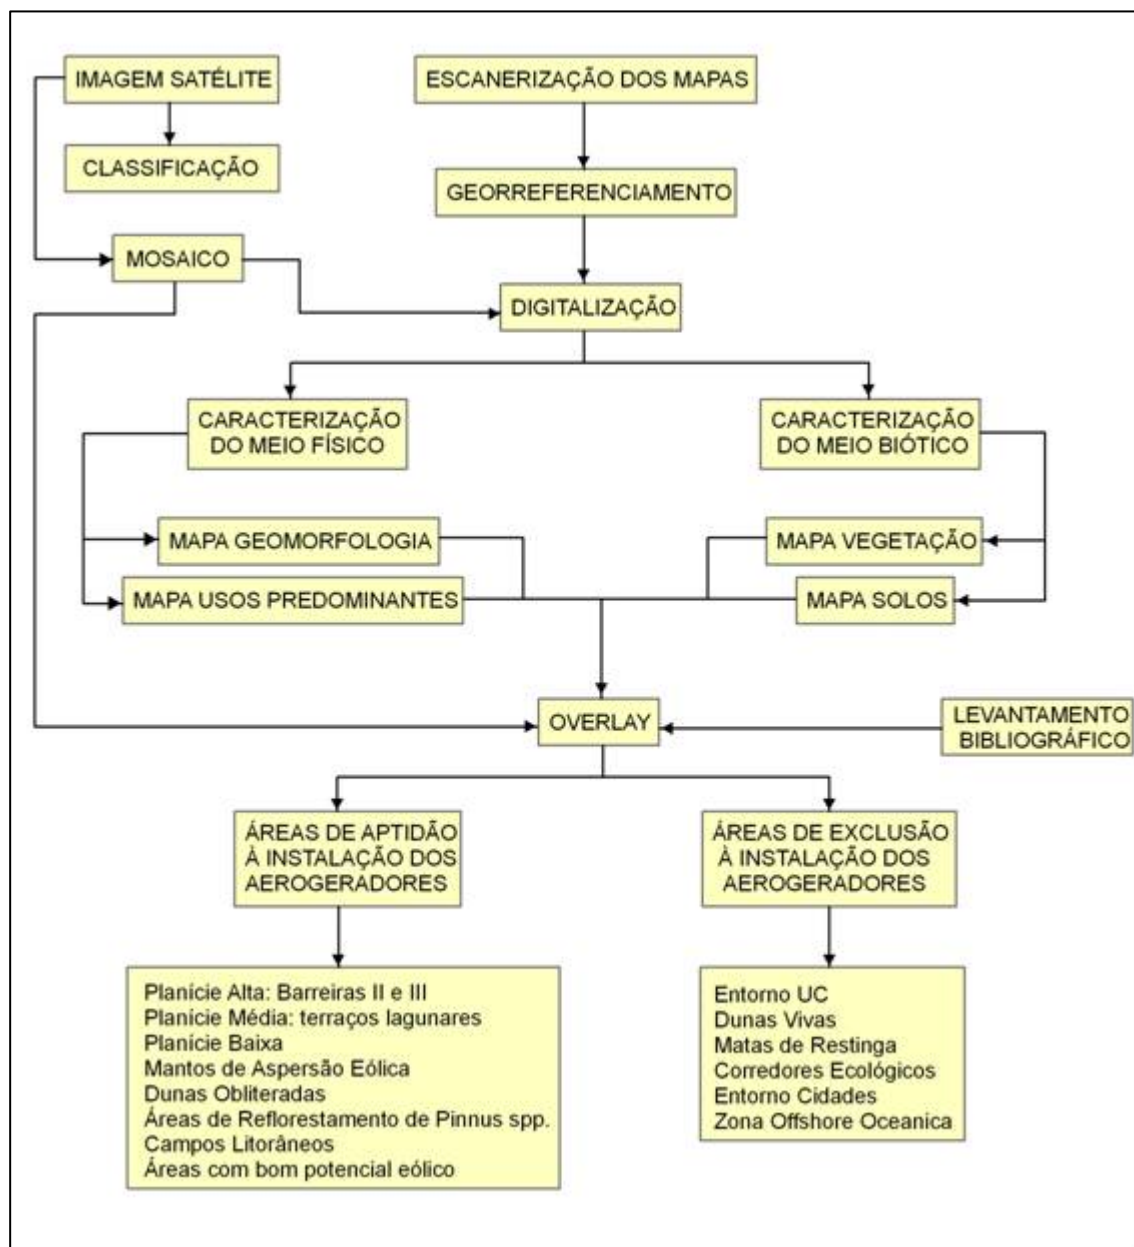 IMAGEM SATÉLITE
ESCANERIZAÇÃO DOS MAPAS
CLASSIFICAÇÃO
GEORREFERENCIAMENTO
MOSAICO
DIGITALIZAÇÃO
CARACTERIZAÇÃO
DO MEIO FÍSICO
CARACTERIZAÇÃO
DO MEIO BIÓTICO
MAPA GEOMORFOLOGIA
MAPA VEGETAÇÃO
MAPA USOS PREDOMINANTES
MAPA SOLOS
OVERLAY
LEVANTAMENTO
BIBLIOGRÁFICO
ÁREAS DE APTIDÃO
À INSTALAÇÃO DOS
AEROGERADORES
ÁREAS DE EXCLUSÃO
À INSTALAÇÃO DOS
AEROGERADORES
Planície Alta: Barreiras II e III
Planície Média: terraços lagunares
Planície Baixa
Mantos de Aspersão Eólica
Dunas Obliteradas
Áreas de Reflorestamento de Pinnus spp.
Campos Litorâneos
Áreas com bom potencial eólico
Entorno UC
Dunas Vivas
Matas de Restinga
Corredores Ecológicos
Entorno Cidades
Zona Offshore Oceanica